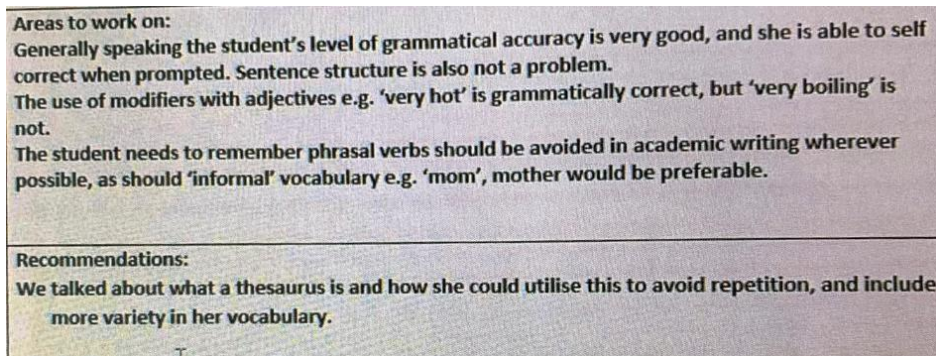 Areas to work on:
Generally speaking the student's level of grammatical accuracy is very good, and she is able to self
correct when prompted. Sentence structure is also not a problem.
The use of modifiers with adjectives e.g. 'very hot' is grammatically correct, but 'very boiling' is
not.
The student needs to remember phrasal verbs should be avoided in academic writing wherever
possible, as should 'informal' vocabulary e.g. 'mom', mother would be preferable.
Recommendations:
We talked about what a thesaurus is and how she could utilise this to avoid repetition, and include
more variety in her vocabulary.